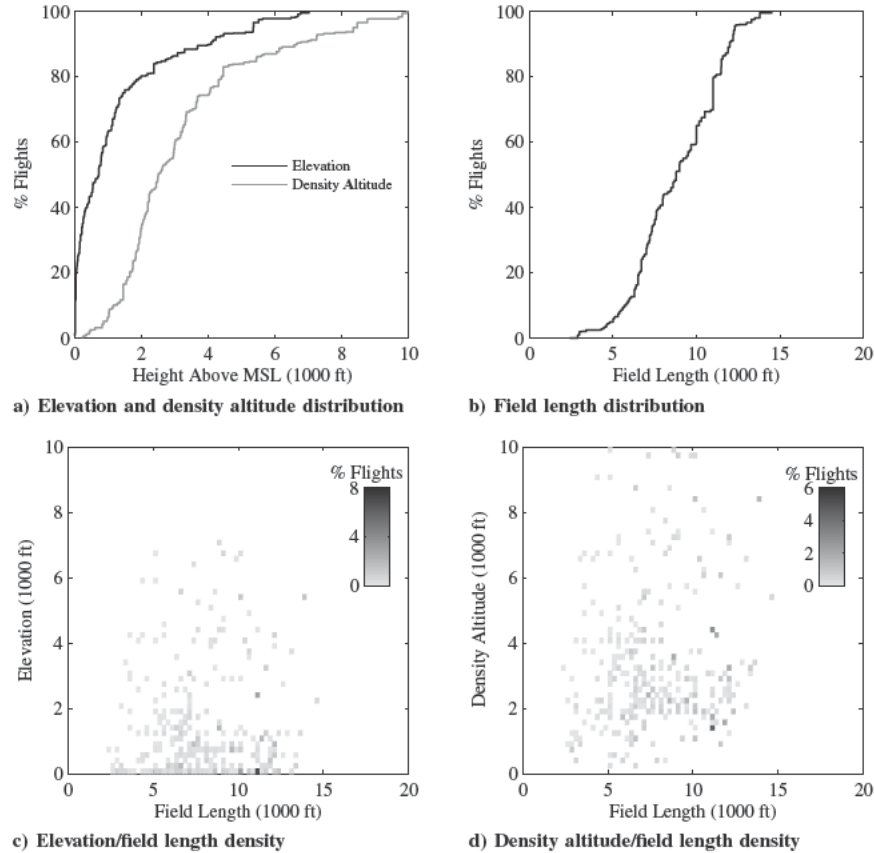 100
80
60
40
20
0
% Flights
Elevation
Density Altitude
0 2 4 6 8 10
Height Above MSL (1000 ft)
a) Elevation and density altitude distribution
100
80
60
40
20
0
% Flights
0 5 10 15 20
Field Length (1000 ft)
b) Field length distribution
10
8
6
4
2
0
Elevation (1000 ft)
% Flights
8
4
0
0 5 10 15 20
Field Length (1000 ft)
c) Elevation/field length density
10
8
6
4
2
0
Density Altitude (1000 ft)
% Flights
6
4
2
0
0 5 10 15 20
Field Length (1000 ft)
d) Density altitude/field length density